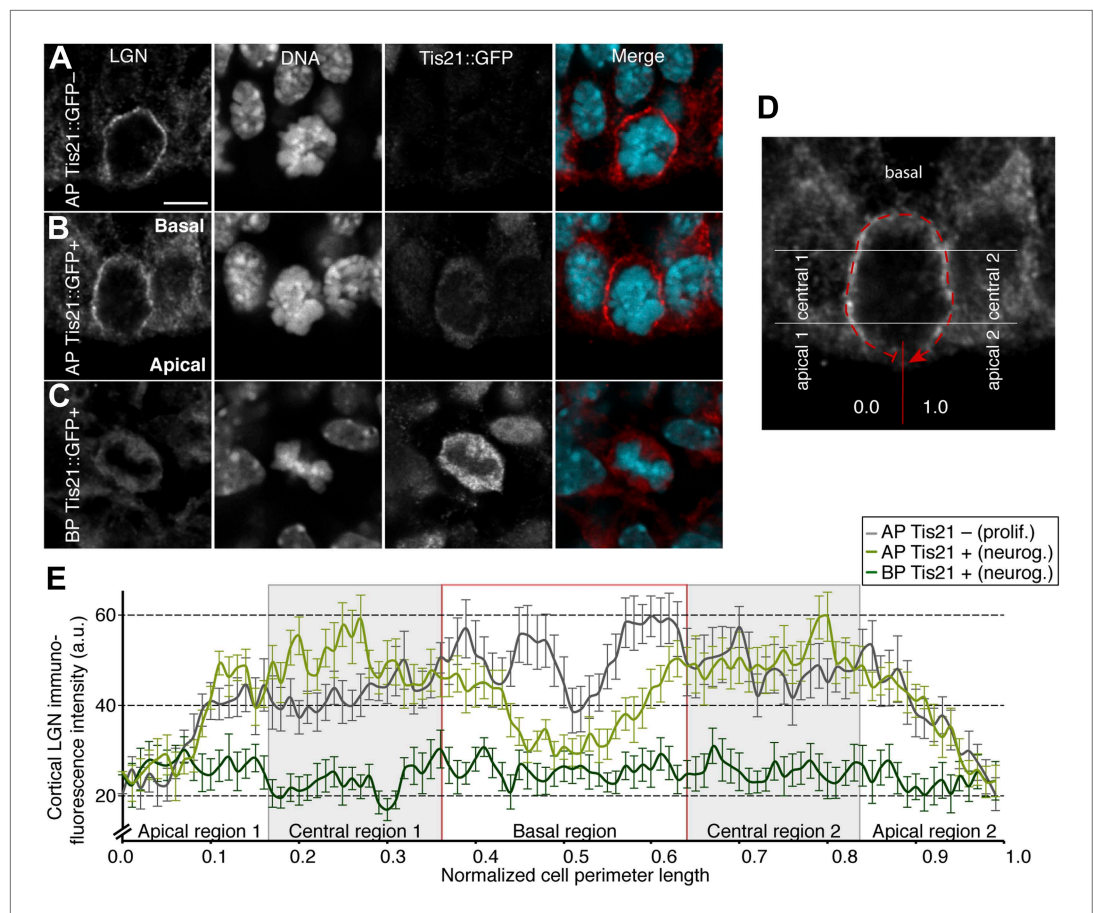 A
LGN
DNA
Tis21::GFP
Merge
AP Tis21::GFP–
B
Basal
Apical
AP Tis21::GFP+
C
BP Tis21::GFP+
D
basal
central 1
central 2
apical 1
apical 2
0.0
1.0
AP Tis21 – (prolif.)
AP Tis21 + (neurog.)
BP Tis21 + (neurog.)
E
Cortical LGN immuno-
fluorescence intensity (a.u.)
60
40
20
Apical region 1
Central region 1
Basal region
Central region 2
Apical region 2
0.0
0.1
0.2
0.3
0.4
0.5
0.6
0.7
0.8
0.9
1.0
Normalized cell perimeter length